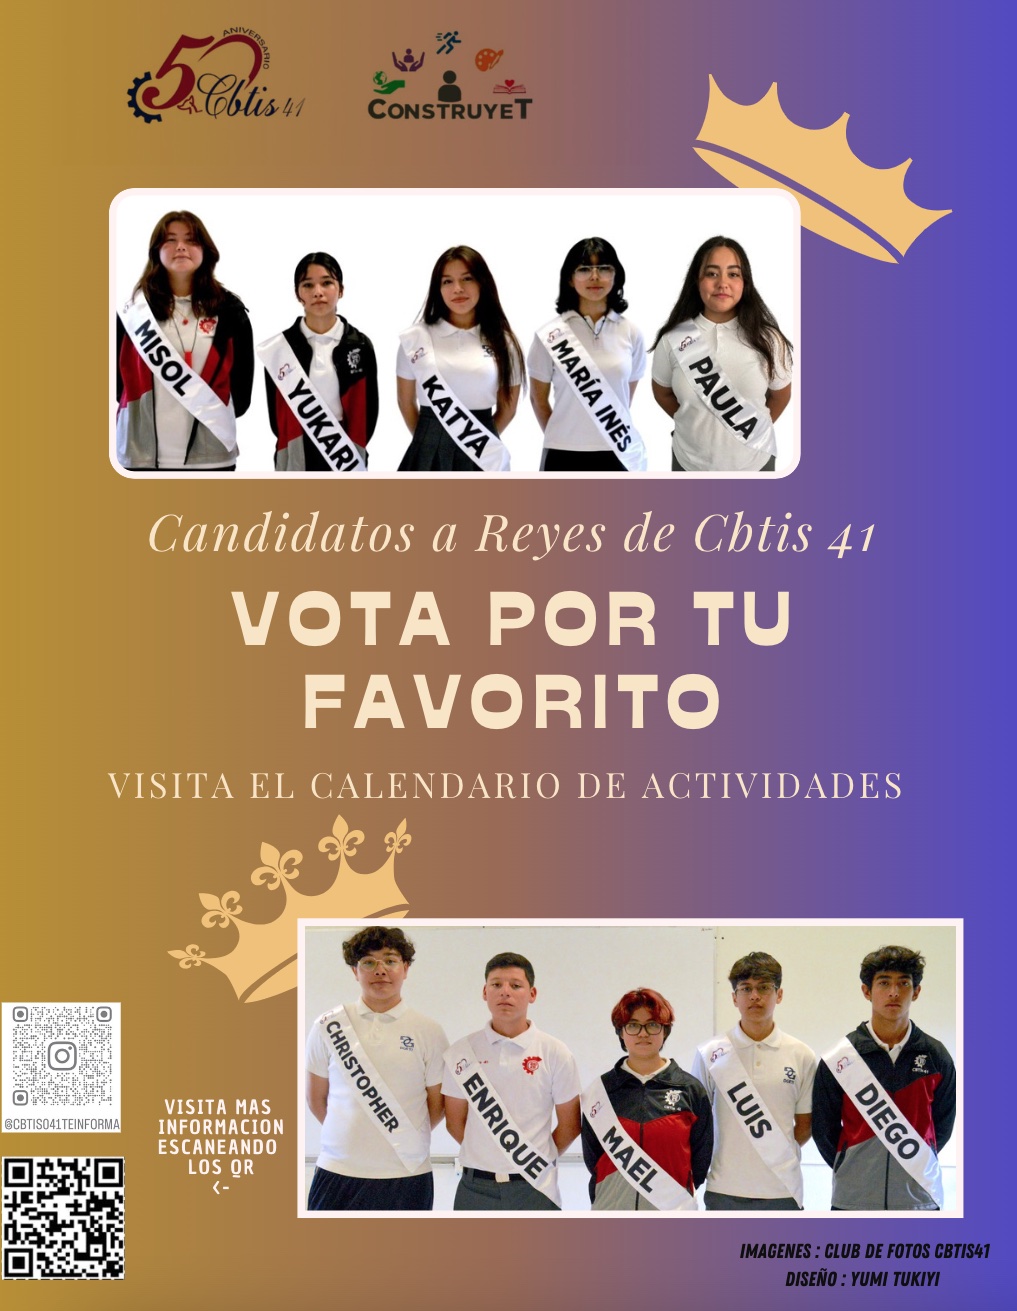 ANIVERSARIO
50 Cbtis 41
CONSTRUYET
MISOL
YUKARI
KATYA
MARÍA INÉS
PAULA
Candidatos a Reyes de Cbtis 41
VOTA POR TU
FAVORITO
VISITA EL CALENDARIO DE ACTIVIDADES
CHRISTOPHER
ENRIQUE
MAEL
LUIS
DIEGO
@CBTIS041TEINFORMA
VISITA MAS
INFORMACION
ESCANEANDO
LOS QR
<-
IMAGENES : CLUB DE FOTOS CBTIS41
DISEÑO : YUMI TUKIYI